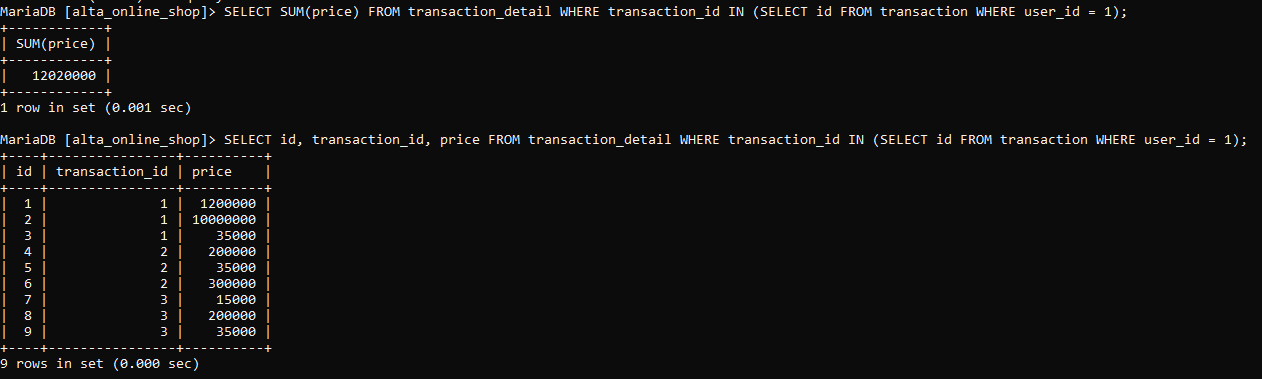 MariaDB [alta_online_shop]> SELECT SUM(price) FROM transaction_detail WHERE transaction_id IN (SELECT id FROM transaction WHERE user_id = 1);
+------------+
| SUM(price) |
+------------+
|   12020000 |
+------------+
1 row in set (0.001 sec)

MariaDB [alta_online_shop]> SELECT id, transaction_id, price FROM transaction_detail WHERE transaction_id IN (SELECT id FROM transaction WHERE user_id = 1);
+----+----------------+----------+
| id | transaction_id | price    |
+----+----------------+----------+
|  1 |              1 |  1200000 |
|  2 |              1 | 10000000 |
|  3 |              1 |    35000 |
|  4 |              2 |   200000 |
|  5 |              2 |    35000 |
|  6 |              2 |   300000 |
|  7 |              3 |    15000 |
|  8 |              3 |   200000 |
|  9 |              3 |    35000 |
+----+----------------+----------+
9 rows in set (0.000 sec)